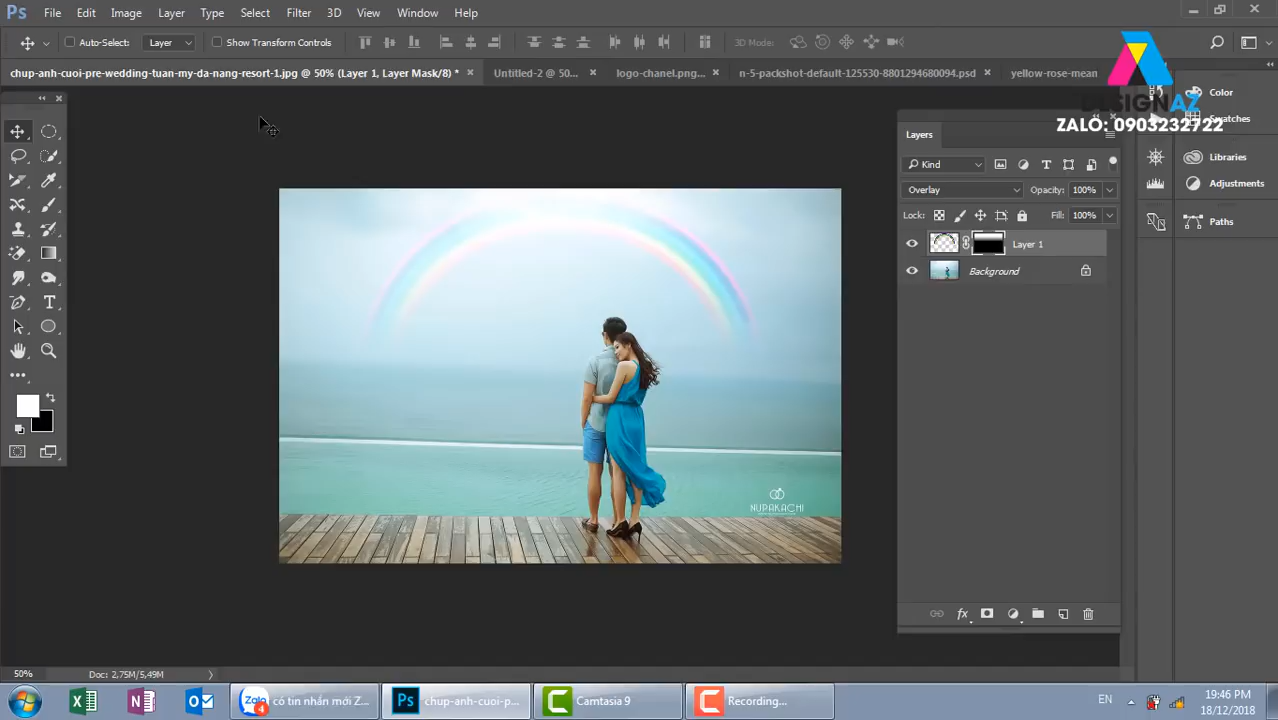 Ps File Edit Image Layer Type Select Filter 3D View Window Help
Auto-Select: Layer Show Transform Controls 3D Mode:
chup-anh-cuoi-pre-wedding-tuan-my-da-nang-resort-1.jpg @ 50% (Layer 1, Layer Mask/8) * Untitled-2 @ 50... logo-chanel.png... n-5-packshot-default-125530-8801294680094.psd yellow-rose-mean
DESIGNAZ
ZALO: 0903232722
Color
Swatches
Libraries
Adjustments
Paths
Layers
Kind
Overlay Opacity: 100%
Lock: Fill: 100%
Layer 1
Background
NUPAKACHI
fx
50% Doc: 2,75M/5,49M
Zalo 4 có tin nhắn mới Z...
Ps chup-anh-cuoi-p...
Camtasia 9
Recording...
EN
19:46 PM
18/12/2018